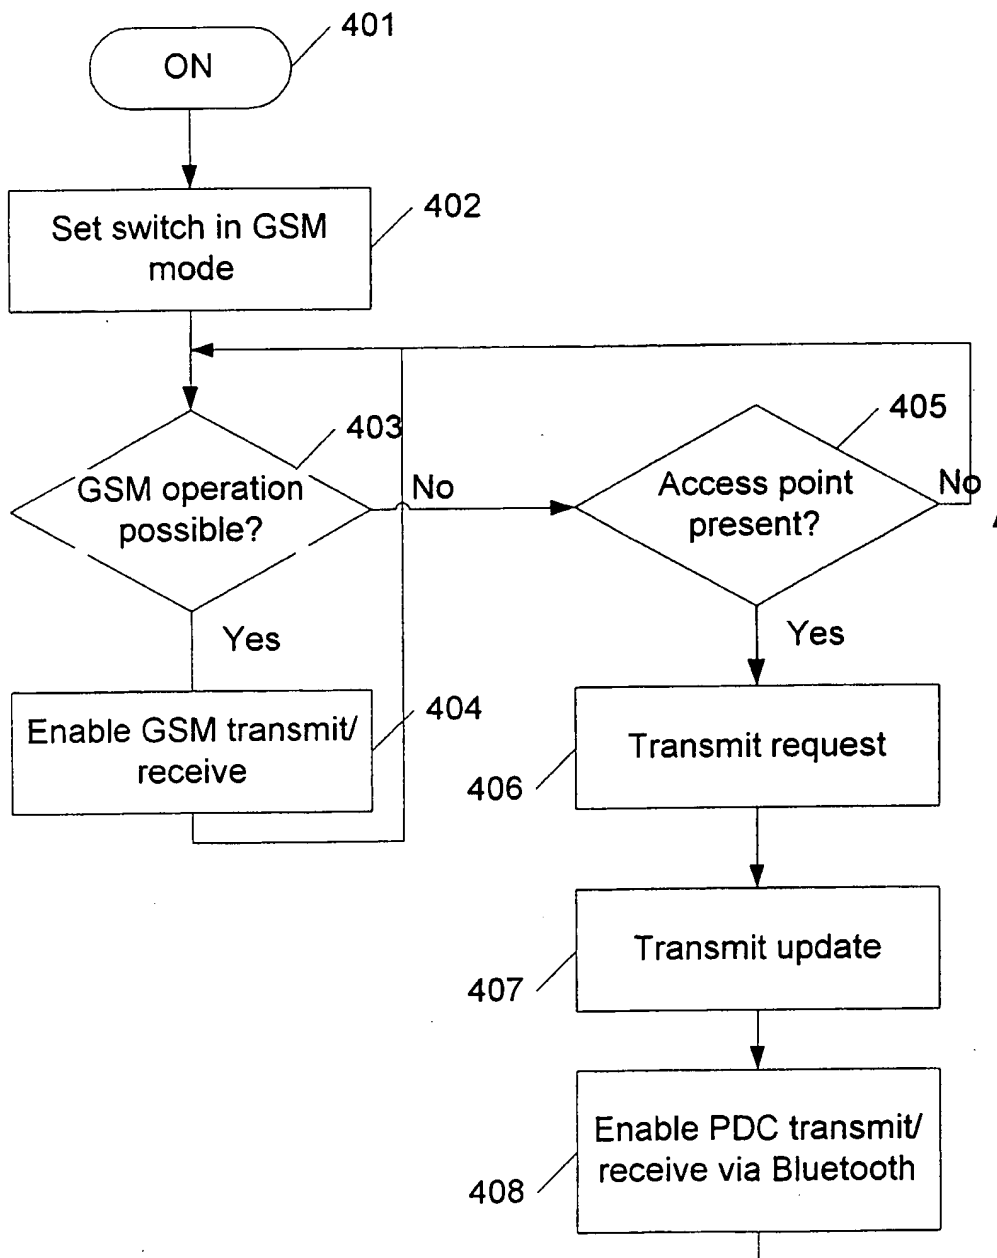 401
ON
402
Set switch in GSM
mode
403
GSM operation
possible?
No
405
Access point
present?
No
Yes
Yes
404
Enable GSM transmit/
receive
406
Transmit request
407
Transmit update
408
Enable PDC transmit/
receive via Bluetooth